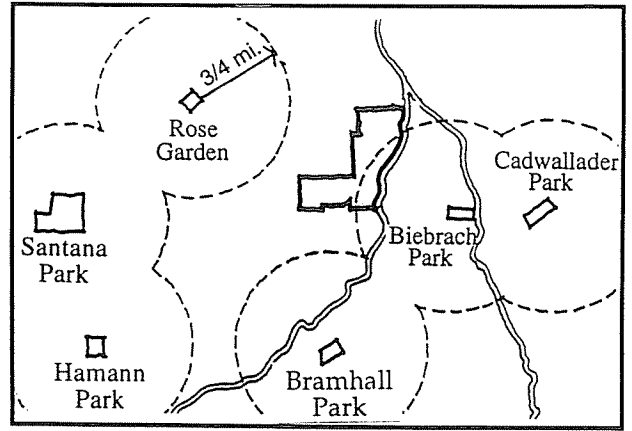 3/4 mi.
Rose
Garden
Cadwallader
Park
Santana
Park
Biebrach
Park
Hamann
Park
Bramhall
Park